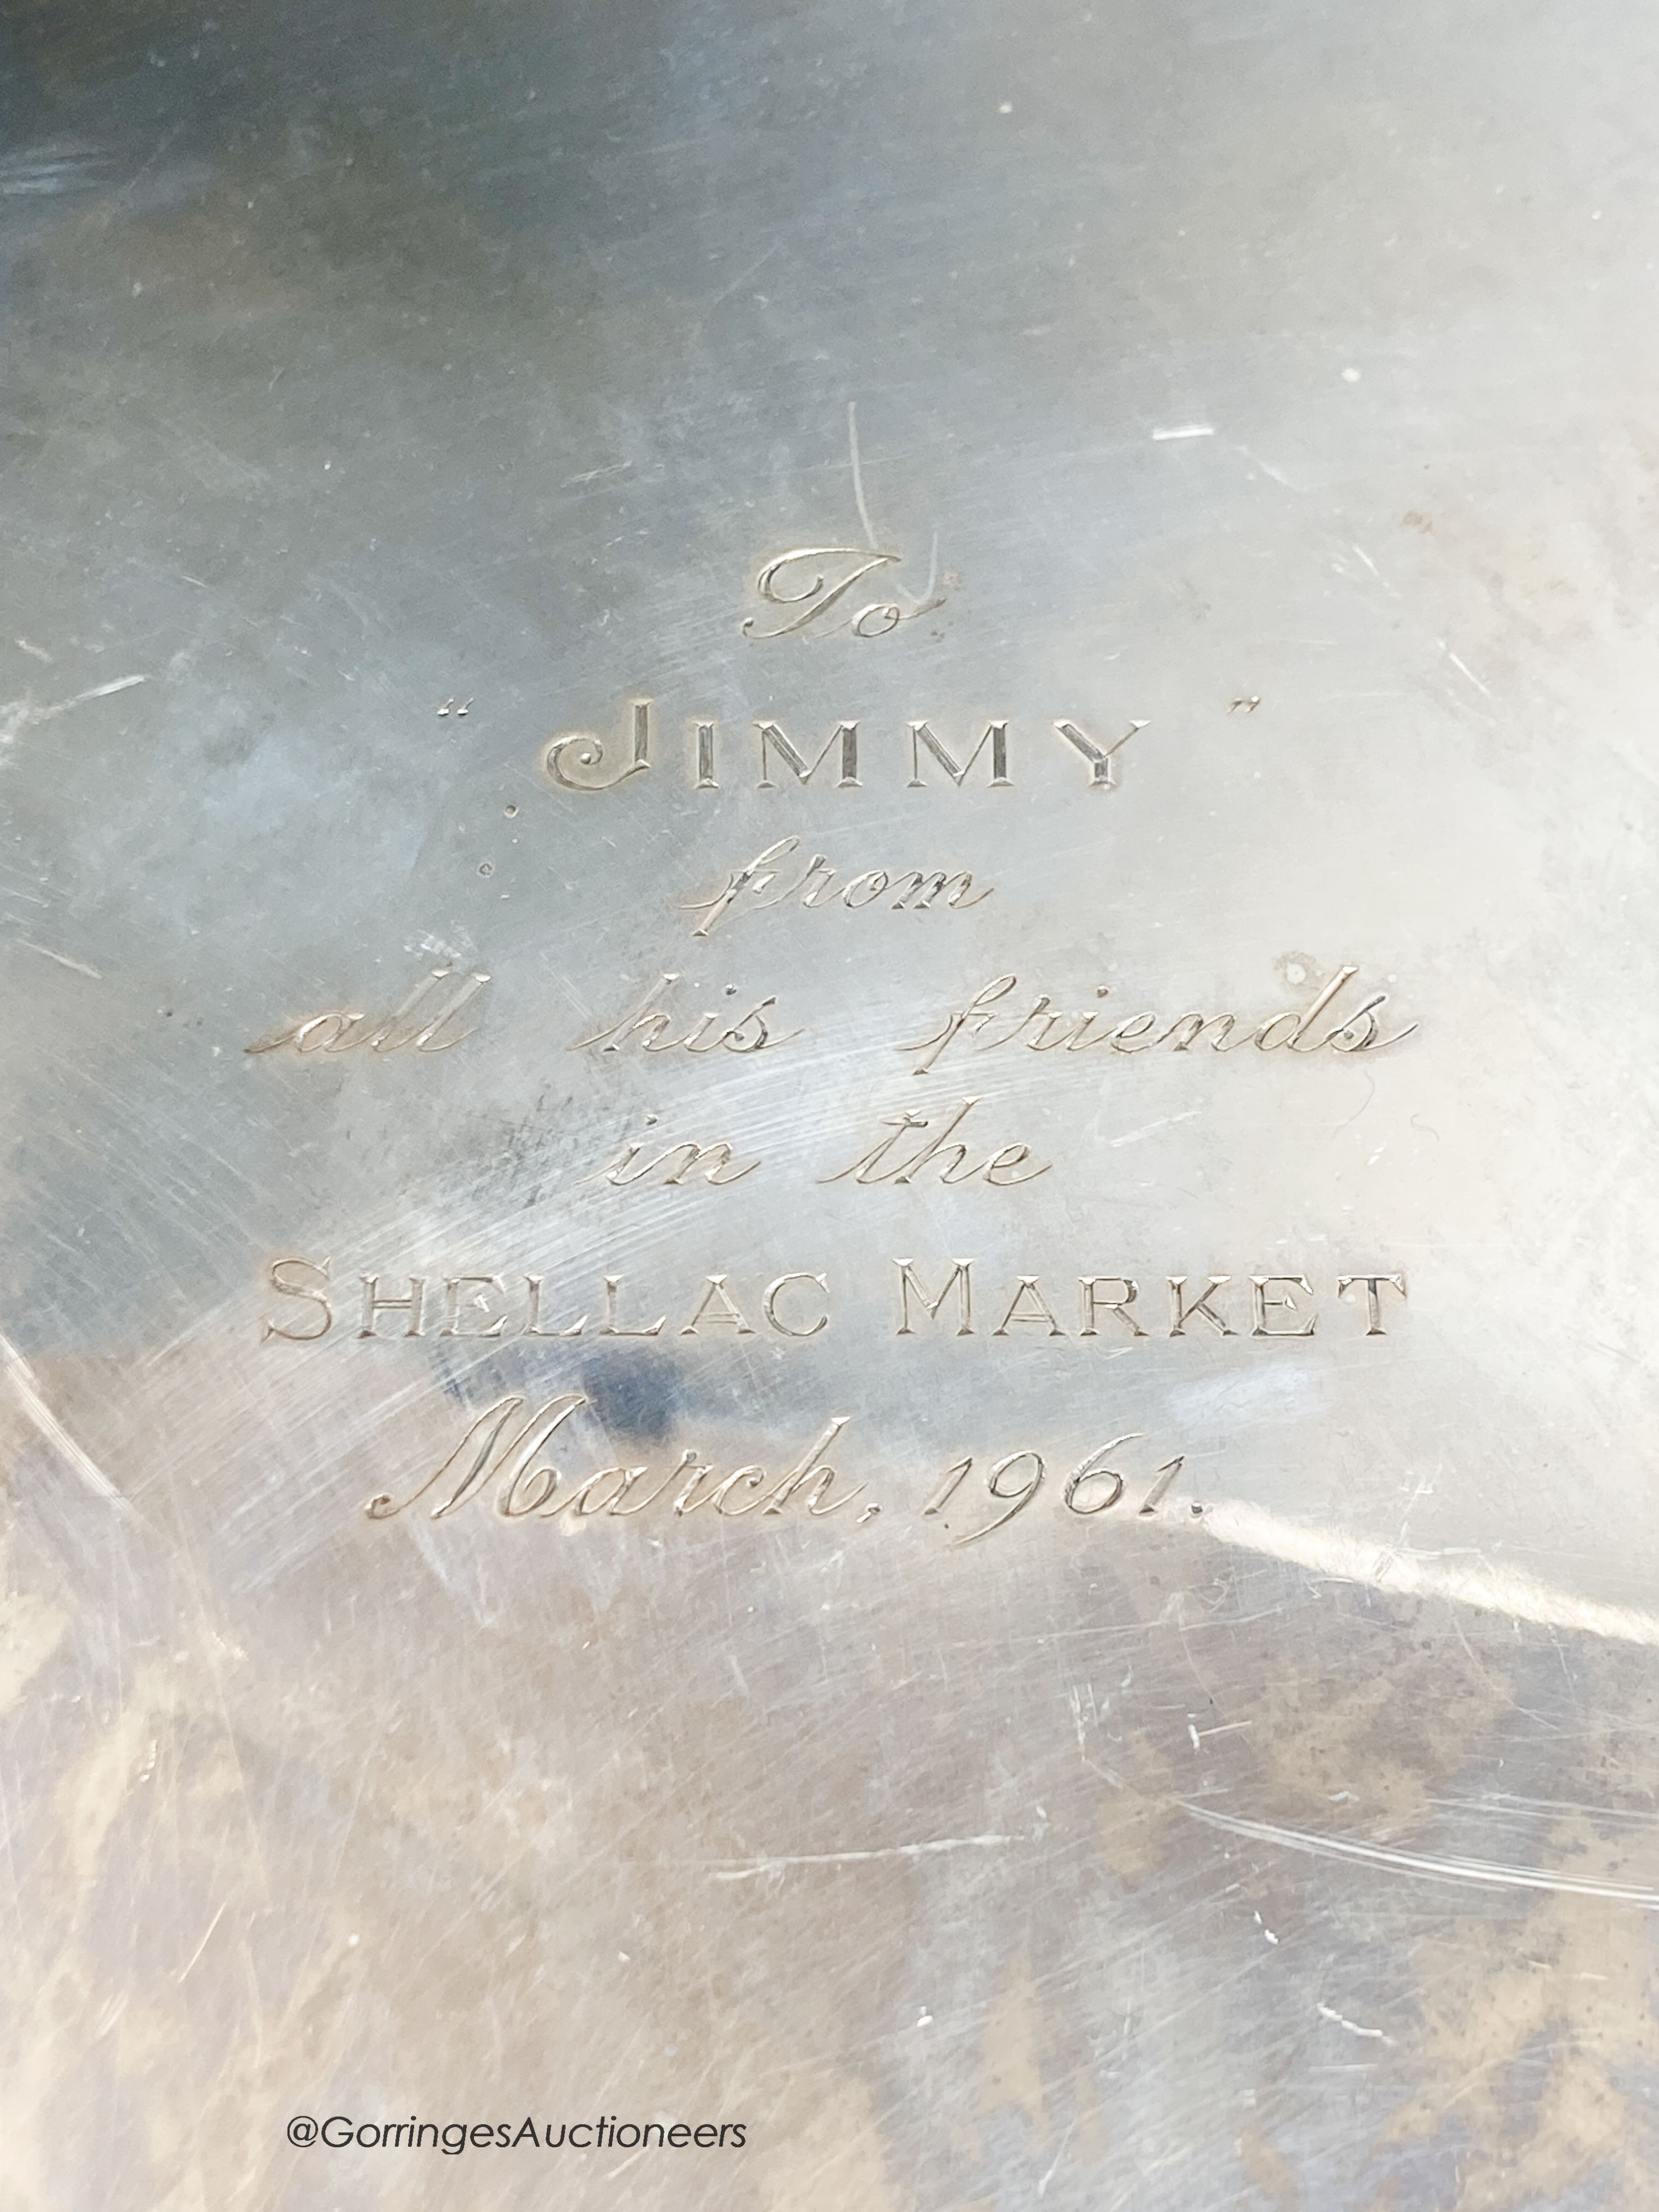 To
“ JIMMY ”
from
all his friends
in the
SHELLAC MARKET
March, 1961.
@GorringesAuctioneers